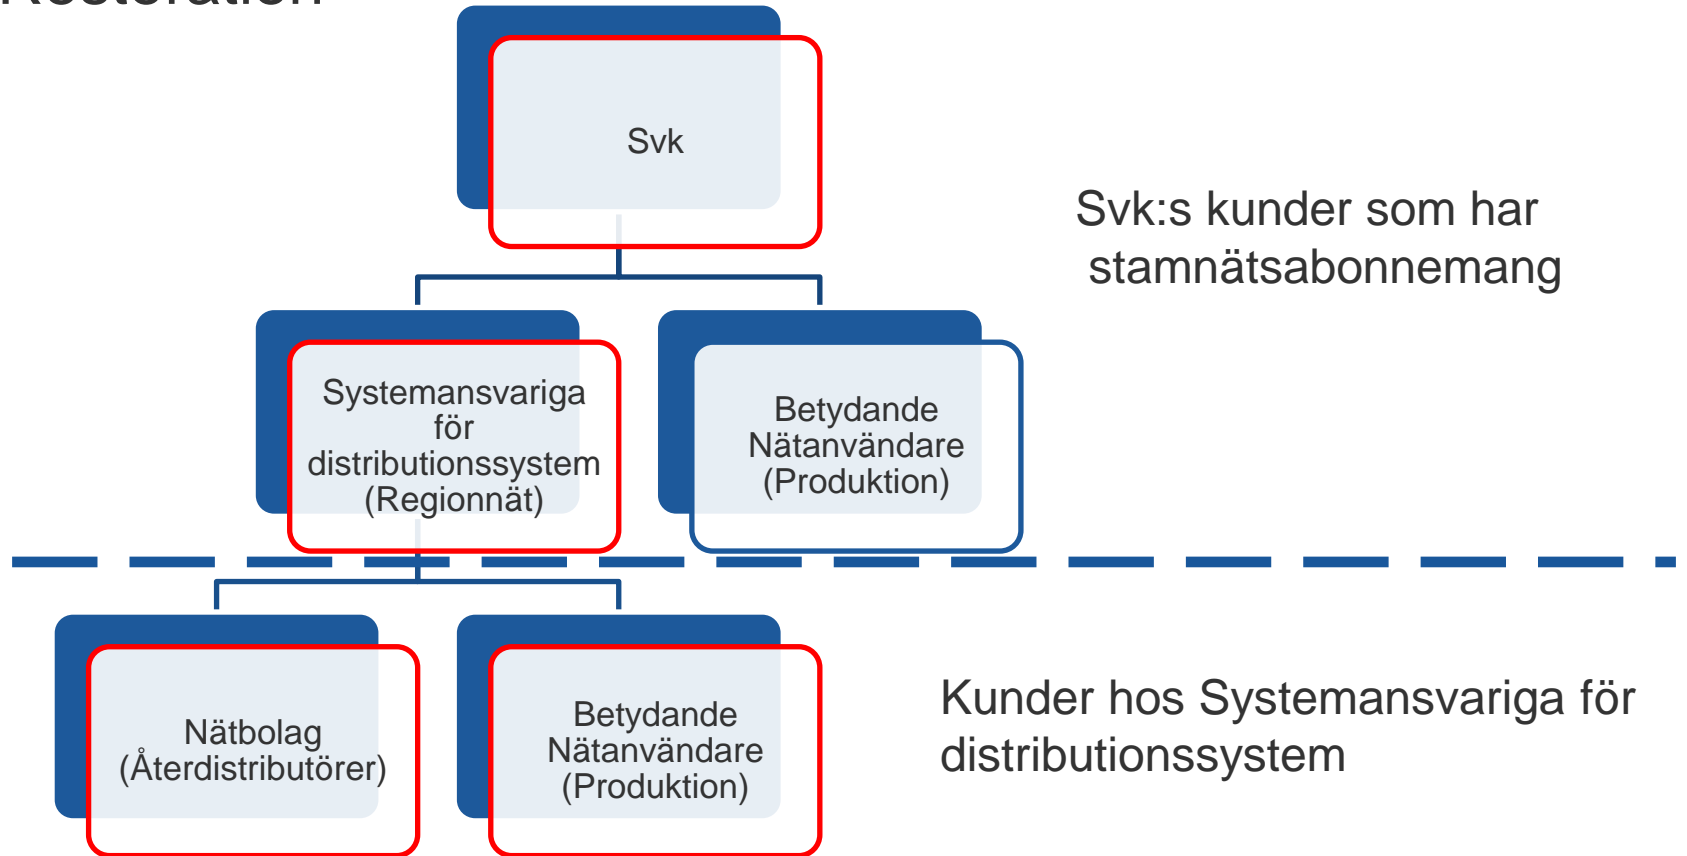 Restoration
Svk
Svk:s kunder som har
stamnätsabonnemang
Systemansvariga
för
distributionssystem
(Regionnät)
Betydande
Nätanvändare
(Produktion)
Nätbolag
(Återdistributörer)
Betydande
Nätanvändare
(Produktion)
Kunder hos Systemansvariga för
distributionssystem